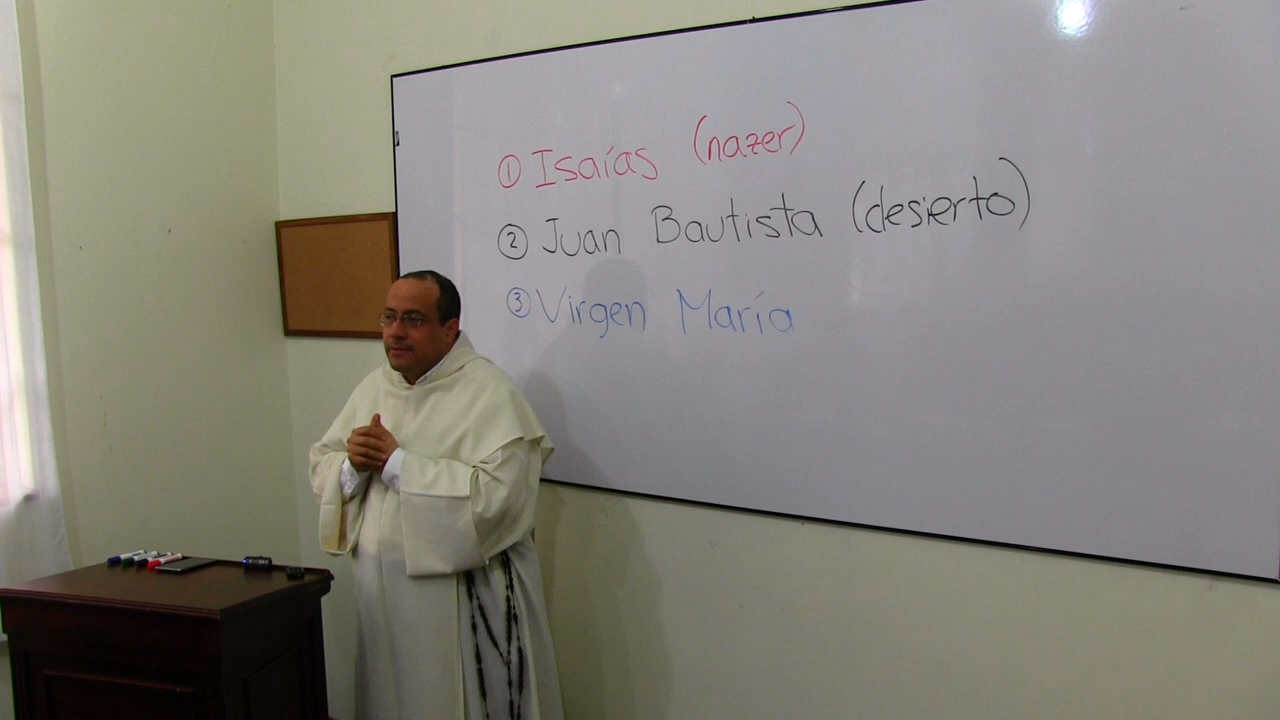 ① Isaías (nazer)
② Juan Bautista (desierto)
③ Virgen María